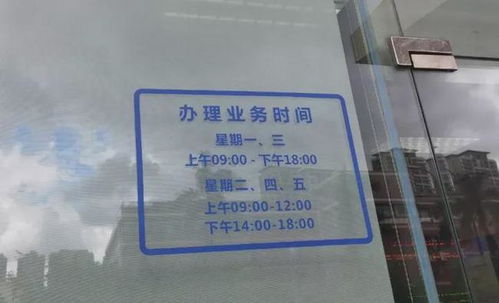 办理业务时间
星期一、三
上午09:00 - 下午18:00
星期二、四、五
上午09:00-12:00
下午14:00-18:00